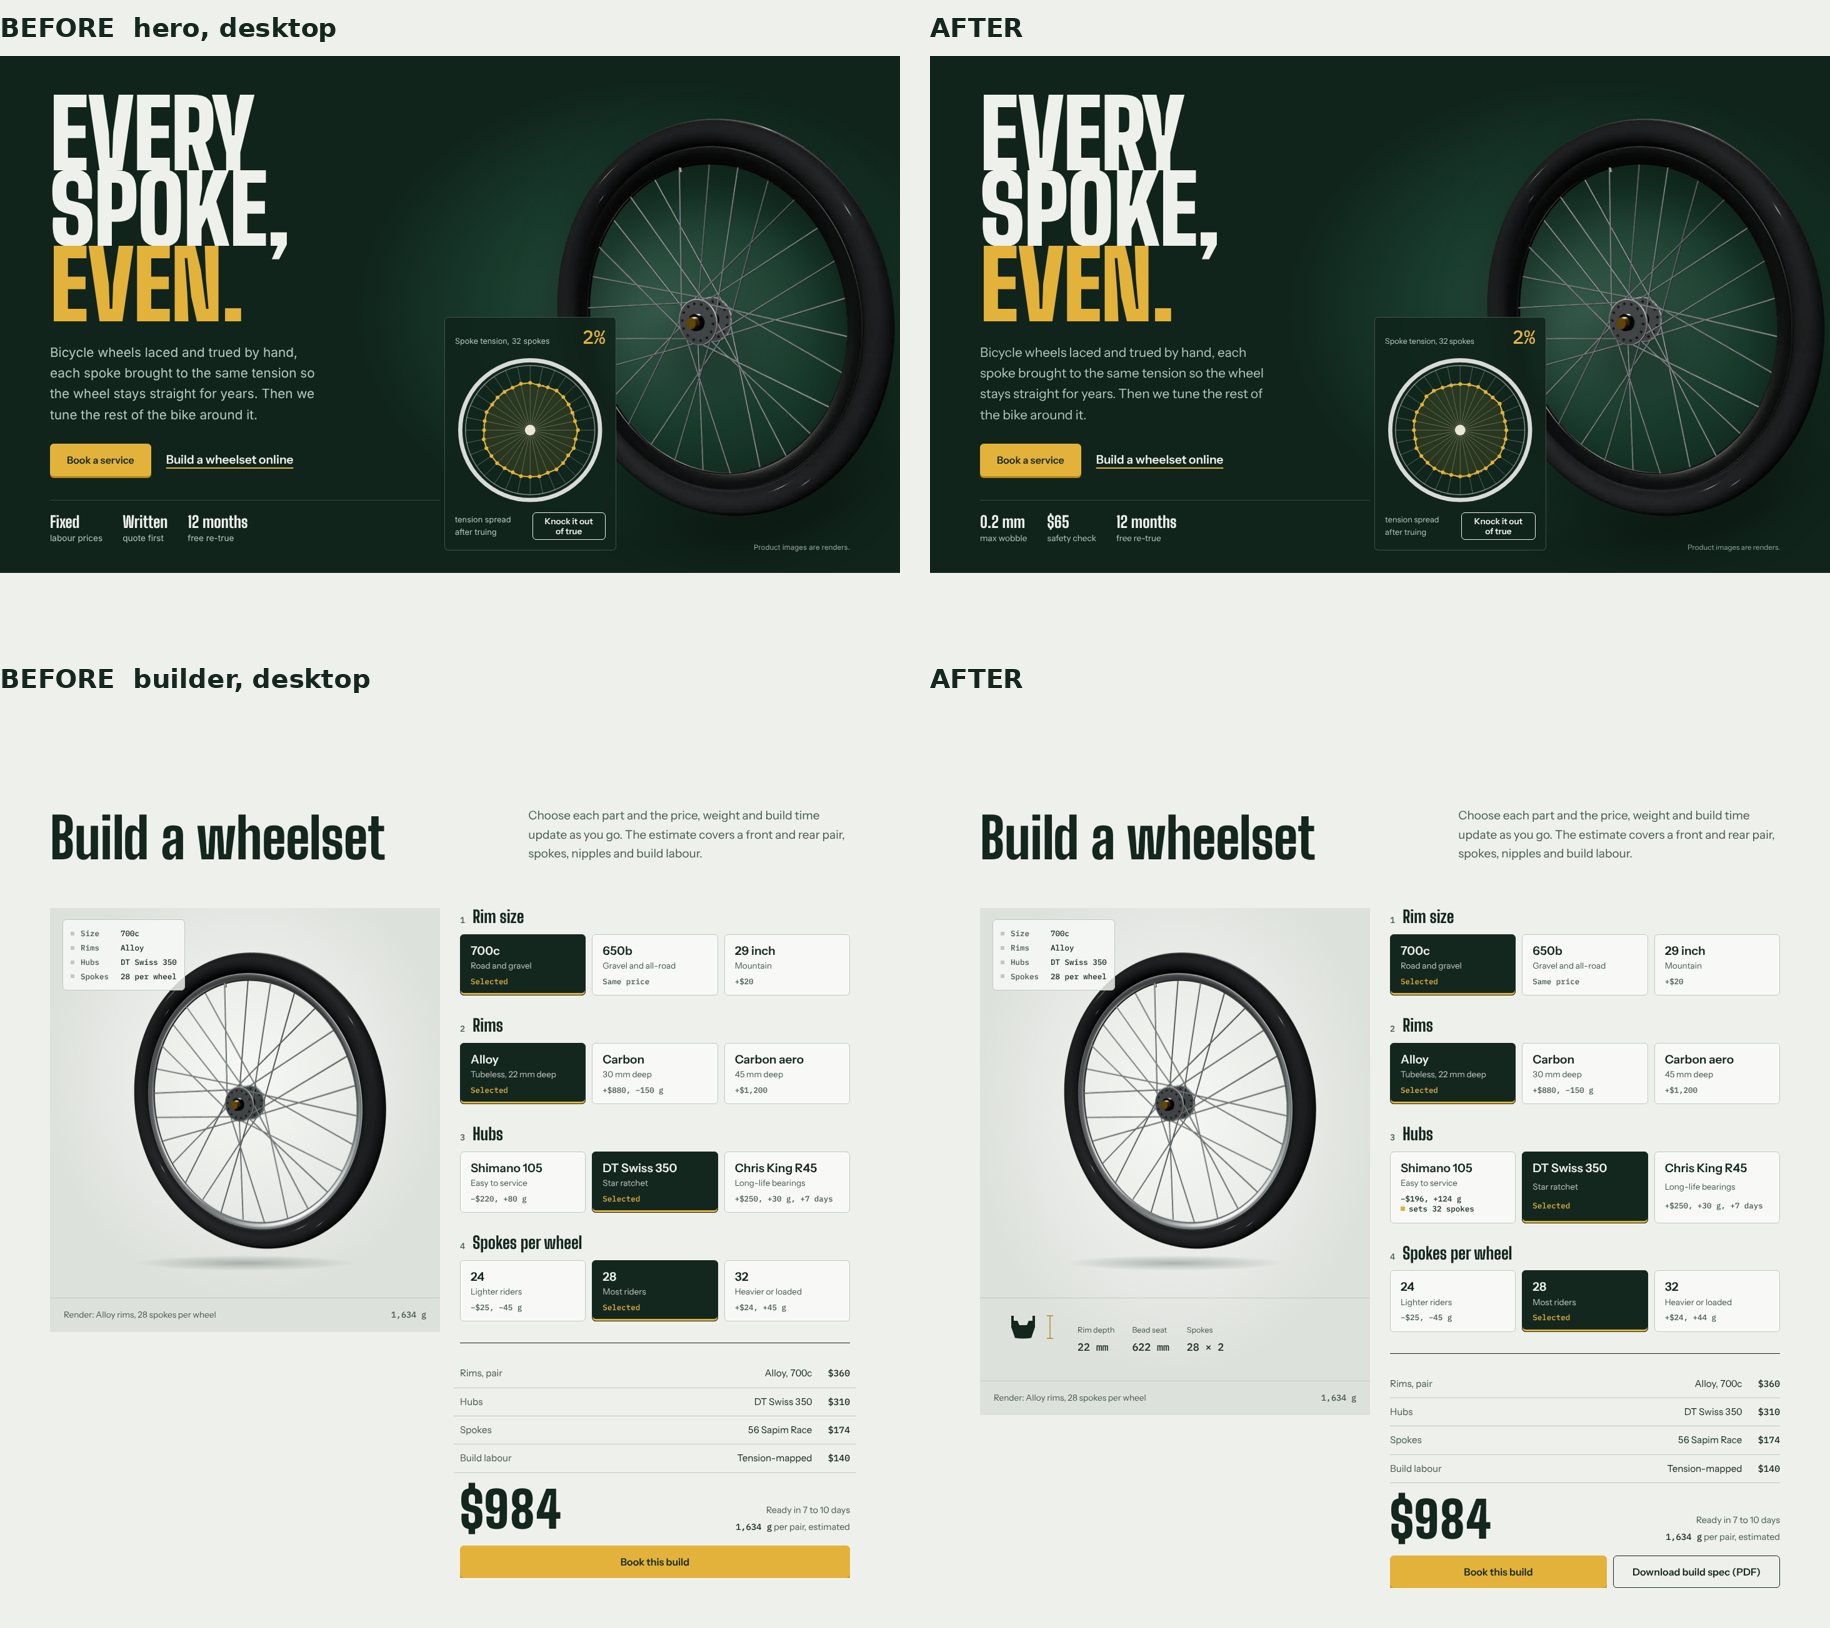 BEFORE hero, desktop
EVERY
SPOKE,
EVEN.
Bicycle wheels laced and trued by hand,
each spoke brought to the same tension so
the wheel stays straight for years. Then we
tune the rest of the bike around it.
Book a service
Build a wheelset online
Fixed
labour prices
Written
quote first
12 months
free re-true
Spoke tension, 32 spokes
2%
tension spread
after truing
Knock it out
of true
Product images are renders.
AFTER
EVERY
SPOKE,
EVEN.
Bicycle wheels laced and trued by hand, each
spoke brought to the same tension so the wheel
stays straight for years. Then we tune the rest of
the bike around it.
Book a service
Build a wheelset online
0.2 mm
max wobble
$65
safety check
12 months
free re-true
Spoke tension, 32 spokes
2%
tension spread
after truing
Knock it out
of true
Product images are renders.
BEFORE builder, desktop
Build a wheelset
Choose each part and the price, weight and build time
update as you go. The estimate covers a front and rear pair,
spokes, nipples and build labour.
Size 700c
Rims Alloy
Hubs DT Swiss 350
Spokes 28 per wheel
Render: Alloy rims, 28 spokes per wheel
1,634 g
1 Rim size
700c
Road and gravel
Selected
650b
Gravel and all-road
Same price
29 inch
Mountain
+$20
2 Rims
Alloy
Tubeless, 22 mm deep
Selected
Carbon
30 mm deep
+$880, −150 g
Carbon aero
45 mm deep
+$1,200
3 Hubs
Shimano 105
Easy to service
−$220, +80 g
DT Swiss 350
Star ratchet
Selected
Chris King R45
Long-life bearings
+$250, +30 g, +7 days
4 Spokes per wheel
24
Lighter riders
−$25, −45 g
28
Most riders
Selected
32
Heavier or loaded
+$24, +45 g
Rims, pair Alloy, 700c $360
Hubs DT Swiss 350 $310
Spokes 56 Sapim Race $174
Build labour Tension-mapped $140
$984
Ready in 7 to 10 days
1,634 g per pair, estimated
Book this build
AFTER
Build a wheelset
Choose each part and the price, weight and build time
update as you go. The estimate covers a front and rear pair,
spokes, nipples and build labour.
Size 700c
Rims Alloy
Hubs DT Swiss 350
Spokes 28 per wheel
Rim depth
22 mm
Bead seat
622 mm
Spokes
28 × 2
Render: Alloy rims, 28 spokes per wheel
1,634 g
1 Rim size
700c
Road and gravel
Selected
650b
Gravel and all-road
Same price
29 inch
Mountain
+$20
2 Rims
Alloy
Tubeless, 22 mm deep
Selected
Carbon
30 mm deep
+$880, −150 g
Carbon aero
45 mm deep
+$1,200
3 Hubs
Shimano 105
Easy to service
−$196, +124 g
sets 32 spokes
DT Swiss 350
Star ratchet
Selected
Chris King R45
Long-life bearings
+$250, +30 g, +7 days
4 Spokes per wheel
24
Lighter riders
−$25, −45 g
28
Most riders
Selected
32
Heavier or loaded
+$24, +44 g
Rims, pair Alloy, 700c $360
Hubs DT Swiss 350 $310
Spokes 56 Sapim Race $174
Build labour Tension-mapped $140
$984
Ready in 7 to 10 days
1,634 g per pair, estimated
Book this build
Download build spec (PDF)